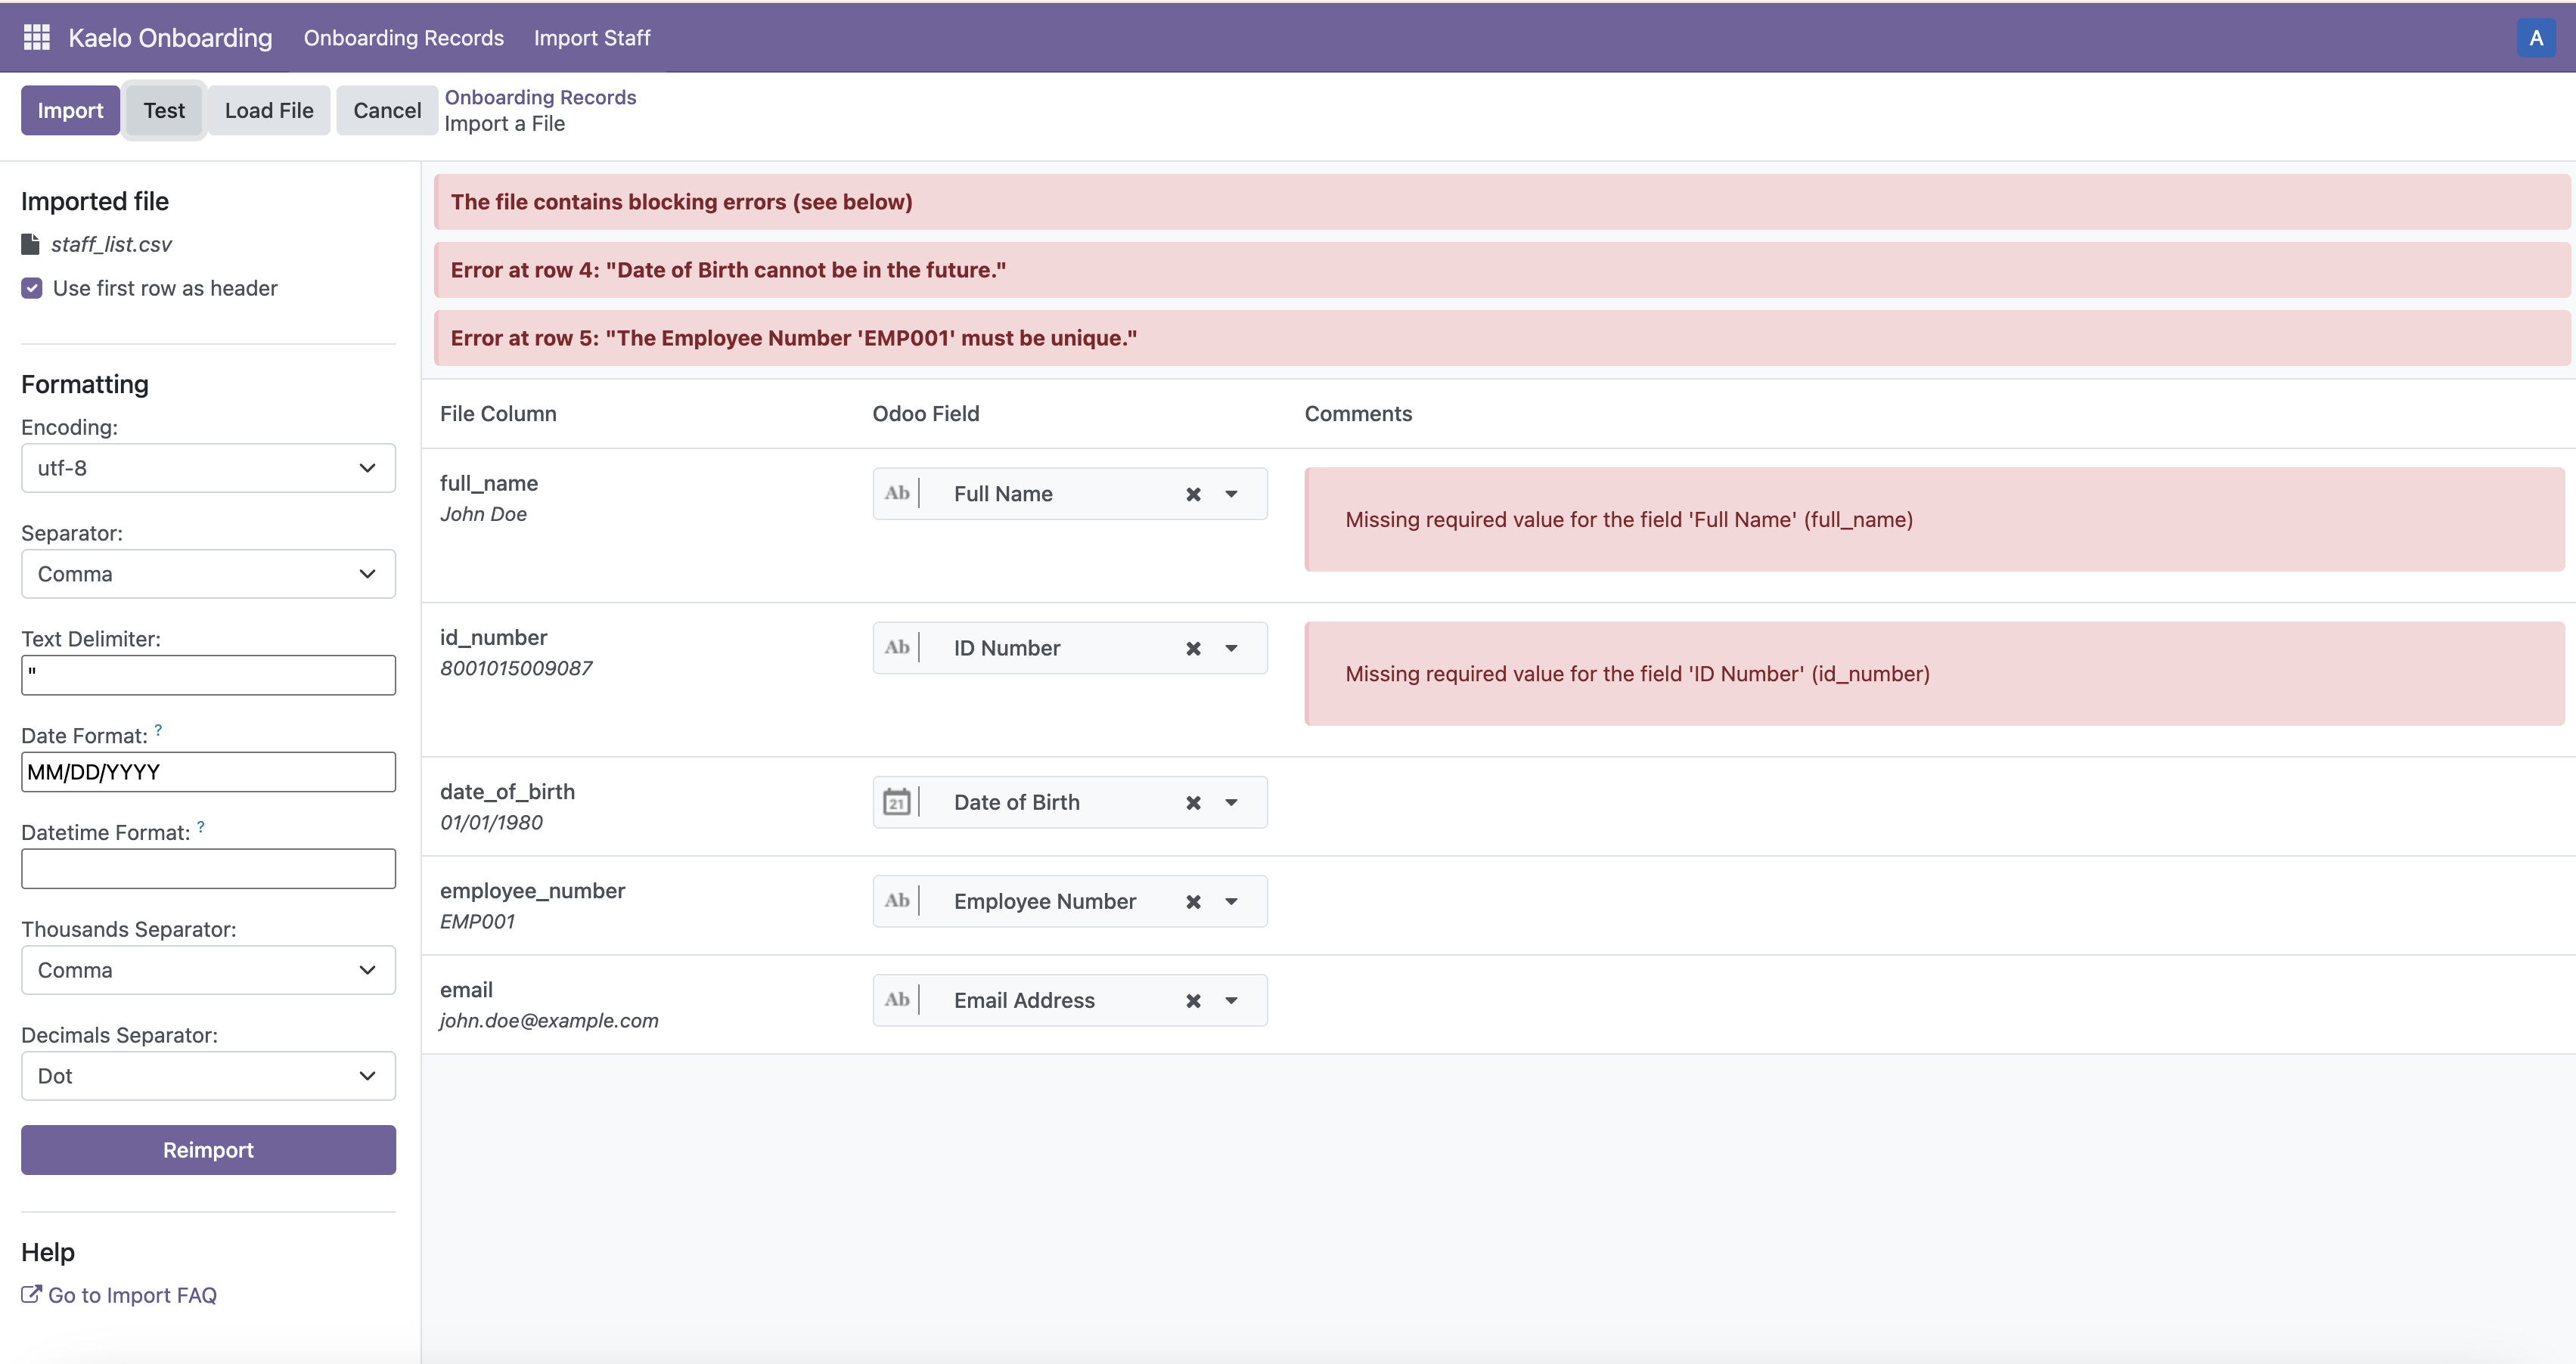 Kaelo Onboarding Onboarding Records Import Staff A
Import Test Load File Cancel
Onboarding Records
Import a File
Imported file
staff_list.csv
Use first row as header
Formatting
Encoding:
utf-8
Separator:
Comma
Text Delimiter:
"
Date Format: ?
MM/DD/YYYY
Datetime Format: ?
Thousands Separator:
Comma
Decimals Separator:
Dot
Reimport
Help
Go to Import FAQ
The file contains blocking errors (see below)
Error at row 4: "Date of Birth cannot be in the future."
Error at row 5: "The Employee Number 'EMP001' must be unique."
File Column Odoo Field Comments
full_name
John Doe
Ab Full Name
Missing required value for the field 'Full Name' (full_name)
id_number
8001015009087
Ab ID Number
Missing required value for the field 'ID Number' (id_number)
date_of_birth
01/01/1980
21 Date of Birth
employee_number
EMP001
Ab Employee Number
email
john.doe@example.com
Ab Email Address